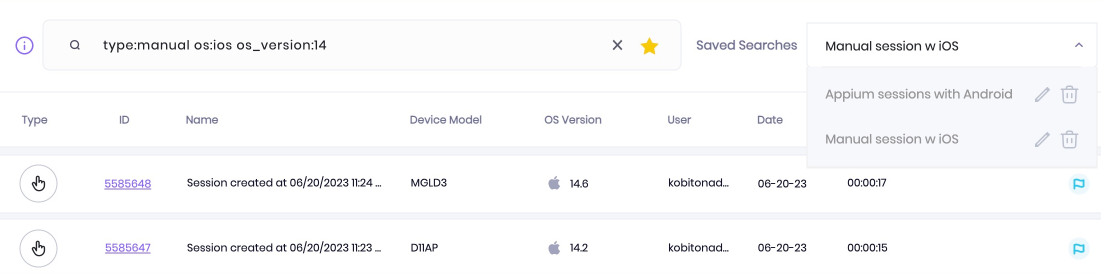 type:manual os:ios os_version:14
Saved Searches
Manual session w iOS
Appium sessions with Android
Manual session w iOS
Type ID Name Device Model OS Version User Date
5585648 Session created at 06/20/2023 11:24 ... MGLD3 14.6 kobitonad... 06-20-23 00:00:17
5585647 Session created at 06/20/2023 11:23 ... D11AP 14.2 kobitonad... 06-20-23 00:00:15